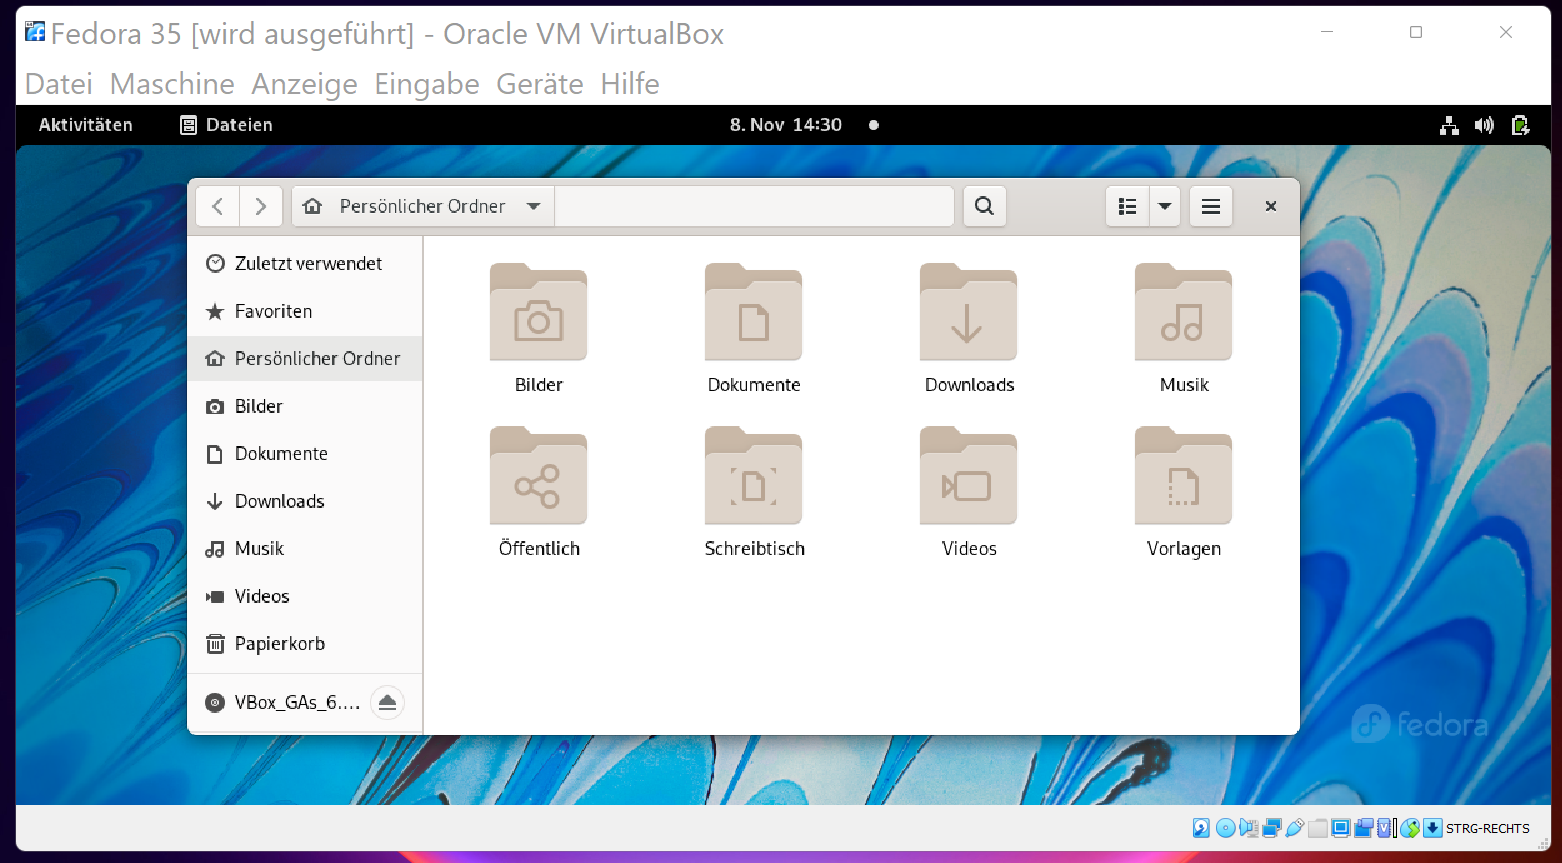 Fedora 35 [wird ausgeführt] - Oracle VM VirtualBox
Datei Maschine Anzeige Eingabe Geräte Hilfe
Aktivitäten Dateien 8. Nov 14:30
Persönlicher Ordner
Zuletzt verwendet
Favoriten
Persönlicher Ordner
Bilder
Dokumente
Downloads
Musik
Videos
Papierkorb
VBox_GAs_6....
Bilder Dokumente Downloads Musik
Öffentlich Schreibtisch Videos Vorlagen
fedora
STRG-RECHTS